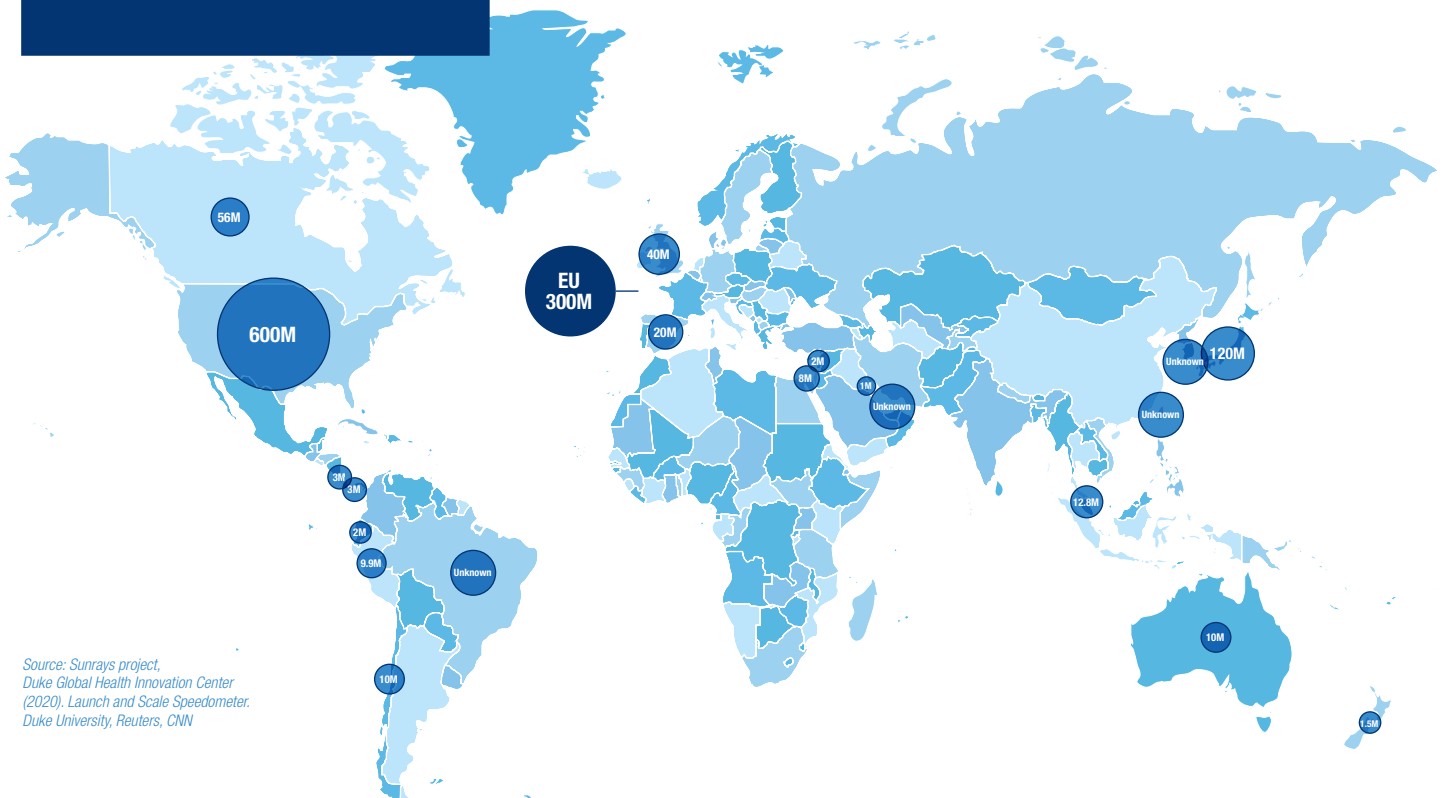 56M
600M
EU
300M
40M
20M
2M
8M
1M
Unknown
Unknown
120M
Unknown
12.8M
3M
3M
2M
9.9M
Unknown
10M
10M
1.5M
Source: Sunrays project,
Duke Global Health Innovation Center
(2020). Launch and Scale Speedometer.
Duke University, Reuters, CNN